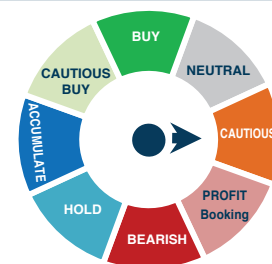 BUY
NEUTRAL
CAUTIOUS
PROFIT
Booking
BEARISH
HOLD
ACCUMULATE
CAUTIOUS
BUY